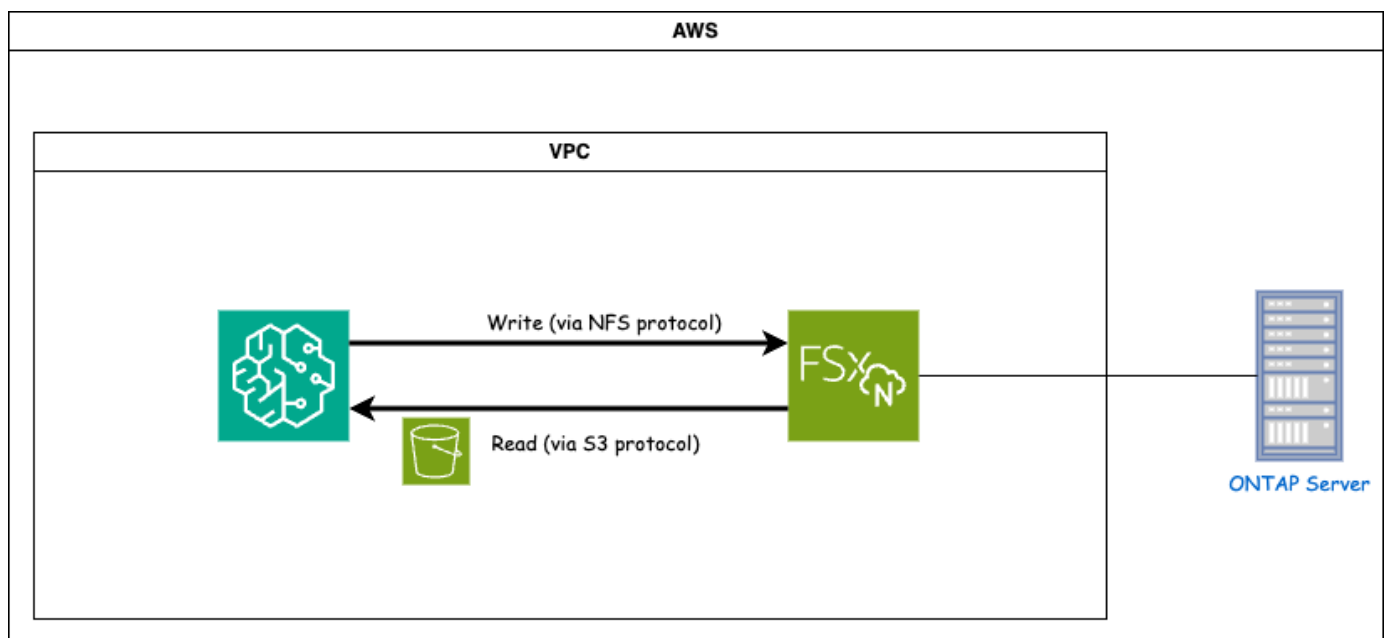 AWS
VPC
Write (via NFS protocol)
FSx
N
Read (via S3 protocol)
ONTAP Server